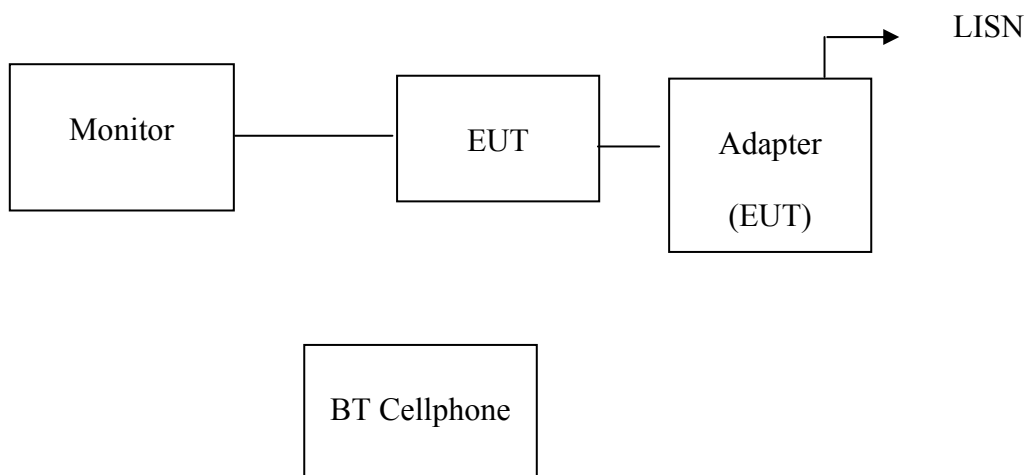 LISN
Monitor
EUT
Adapter
(EUT)
BT Cellphone